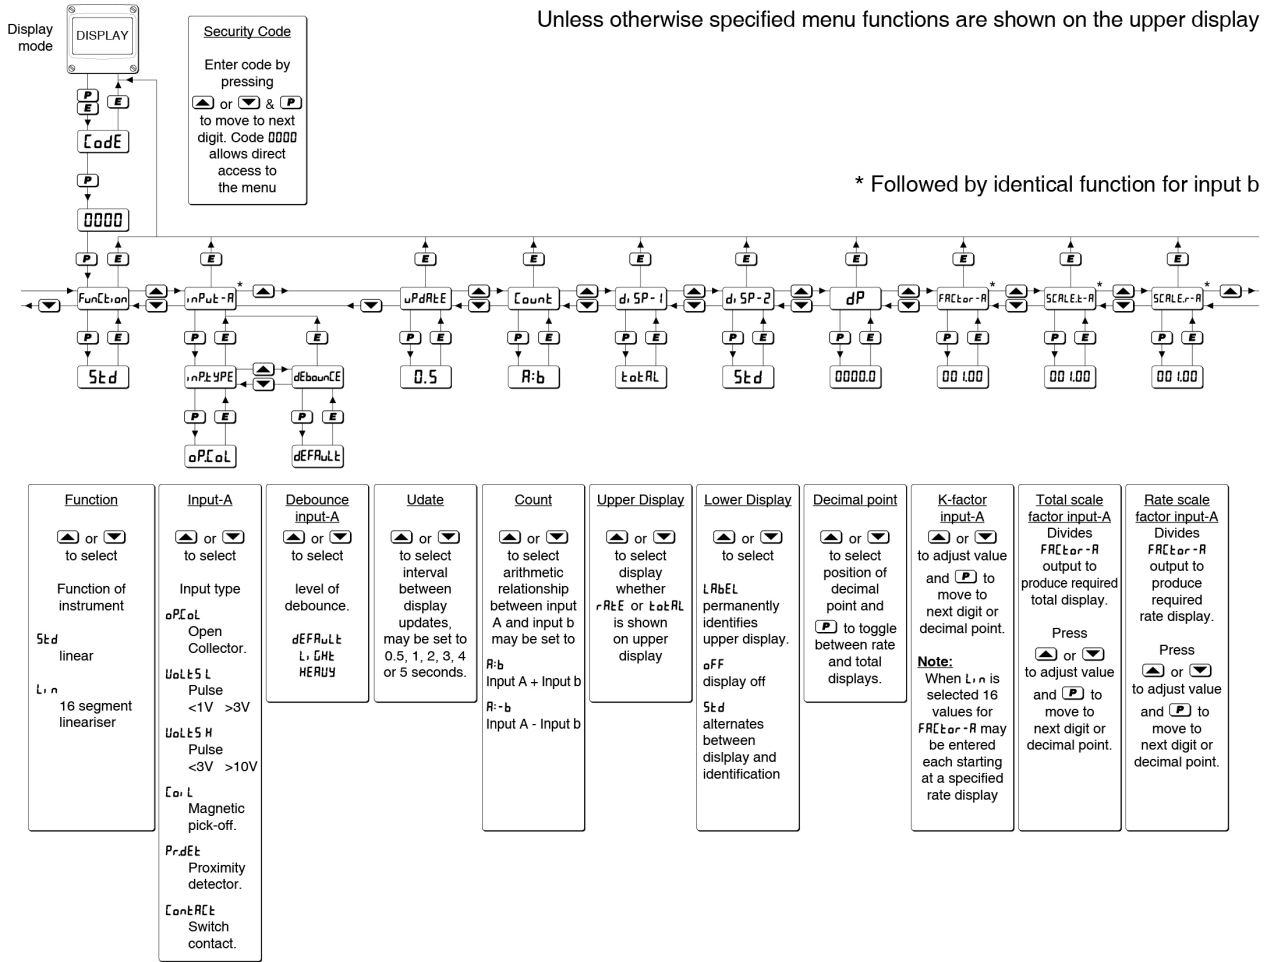 Unless otherwise specified menu functions are shown on the upper display
Display
mode
DISPLAY
P
E
E
CodE
P
0000
P
E
Security Code
Enter code by
pressing
or & P
to move to next
digit. Code 0000
allows direct
access to
the menu
* Followed by identical function for input b
E E E E E E E E E
FunCtion inPut-A * uPdAtE Count diSP-1 diSP-2 dP FACtor-A * SCALE.t-A * SCALE.r-A *
P E P E E P E P E P E P E P E P E P E P E
Std inP.tYPE dEbounCE 0.5 A:b totAL Std 0000.0 001.00 001.00 001.00
P E P E
oP.CoL dEFAuLt
Function
or
to select
Function of
instrument
Std
linear
Lin
16 segment
lineariser
Input-A
or
to select
Input type
oP.CoL
Open
Collector.
VoLtS L
Pulse
<1V >3V
VoLtS H
Pulse
<3V >10V
CoiL
Magnetic
pick-off.
Pr.dEt
Proximity
detector.
ContACt
Switch
contact.
Debounce
input-A
or
to select
level of
debounce.
dEFAuLt
LiGHt
HEAVY
Udate
or
to select
interval
between
display
updates,
may be set to
0.5, 1, 2, 3, 4
or 5 seconds.
Count
or
to select
arithmetic
relationship
between input
A and input b
may be set to
A:b
Input A + Input b
A:-b
Input A - Input b
Upper Display
or
to select
display
whether
rAtE or totAL
is shown
on upper
display
Lower Display
or
to select
LAbEL
permanently
identifies
upper display.
oFF
display off
Std
alternates
between
dislplay and
identification
Decimal point
or
to select
position of
decimal
point and
P to toggle
between rate
and total
displays.
K-factor
input-A
or
to adjust value
and P to
move to
next digit or
decimal point.
Note:
When Lin is
selected 16
values for
FACtor-A may
be entered
each starting
at a specified
rate display
Total scale
factor input-A
Divides
FACtor-A
output to
produce required
total display.
Press
or
to adjust value
and P to
move to
next digit or
decimal point.
Rate scale
factor input-A
Divides
FACtor-A
output to
produce
required
rate display.
Press
or
to adjust value
and P to
move to
next digit or
decimal point.